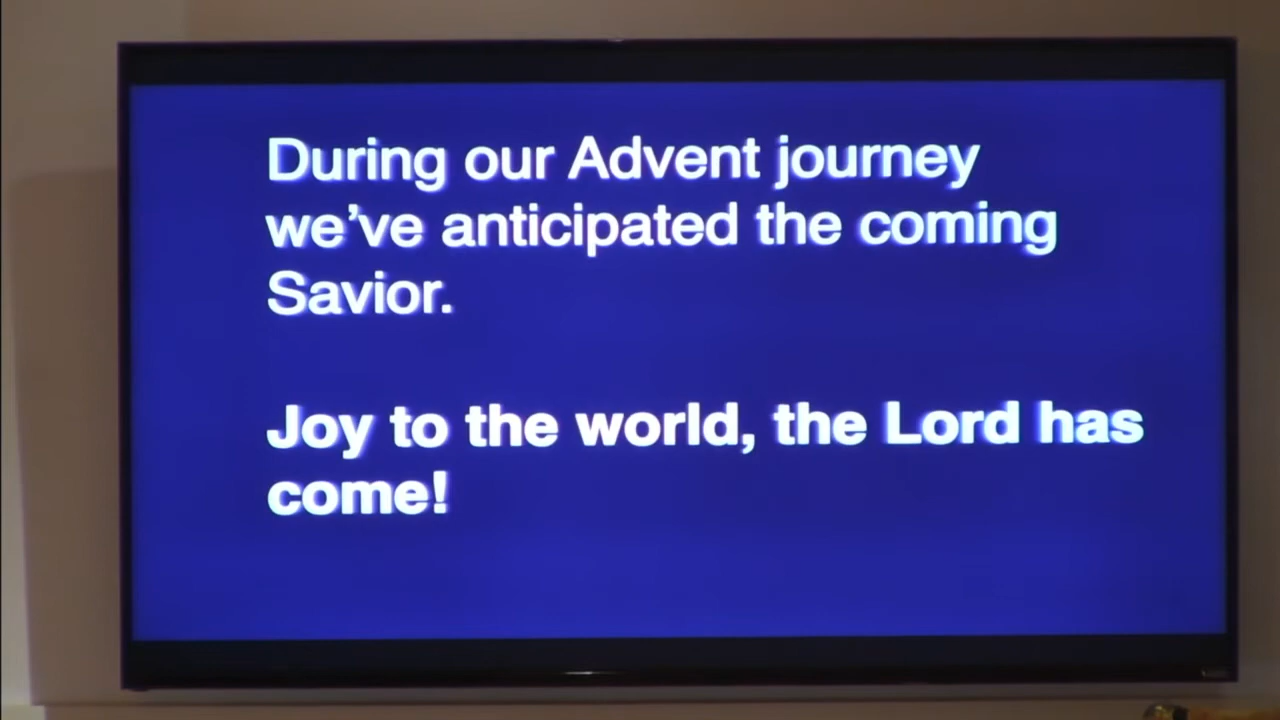 During our Advent journey
we’ve anticipated the coming
Savior.
Joy to the world, the Lord has
come!